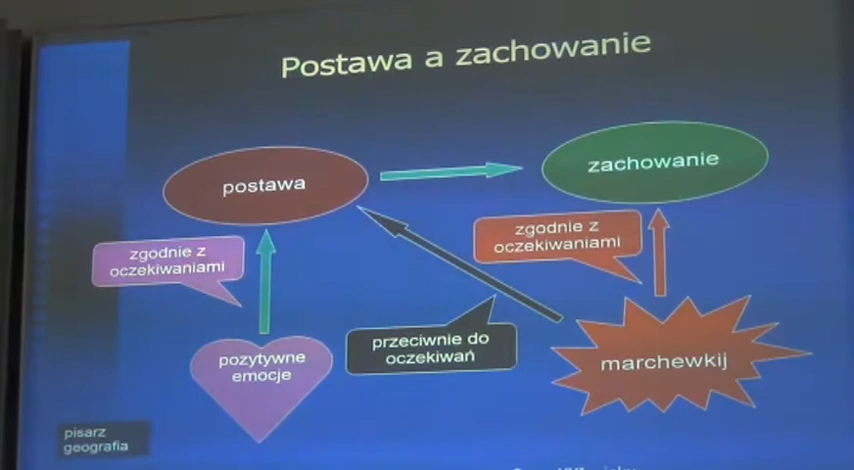 Postawa a zachowanie
postawa
zachowanie
zgodnie z
oczekiwaniami
zgodnie z
oczekiwaniami
pozytywne
emocje
przeciwnie do
oczekiwań
marchewkij
pisarz
geografia